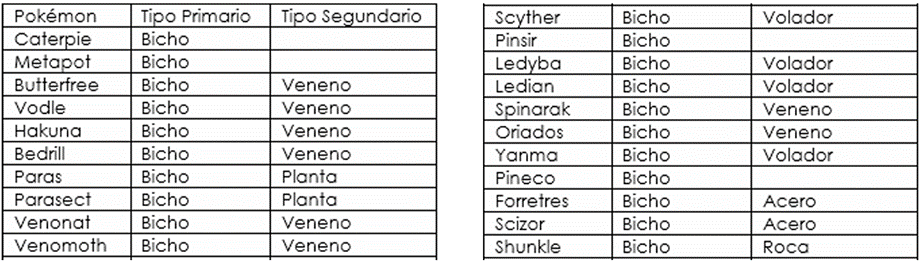 Pokémon Tipo Primario Tipo Segundario
Caterpie Bicho
Metapot Bicho
Butterfree Bicho Veneno
Vodle Bicho Veneno
Hakuna Bicho Veneno
Bedrill Bicho Veneno
Paras Bicho Planta
Parasect Bicho Planta
Venonat Bicho Veneno
Venomoth Bicho Veneno
Scyther Bicho Volador
Pinsir Bicho
Ledyba Bicho Volador
Ledian Bicho Volador
Spinarak Bicho Veneno
Oriados Bicho Veneno
Yanma Bicho Volador
Pineco Bicho
Forretres Bicho Acero
Scizor Bicho Acero
Shunkle Bicho Roca